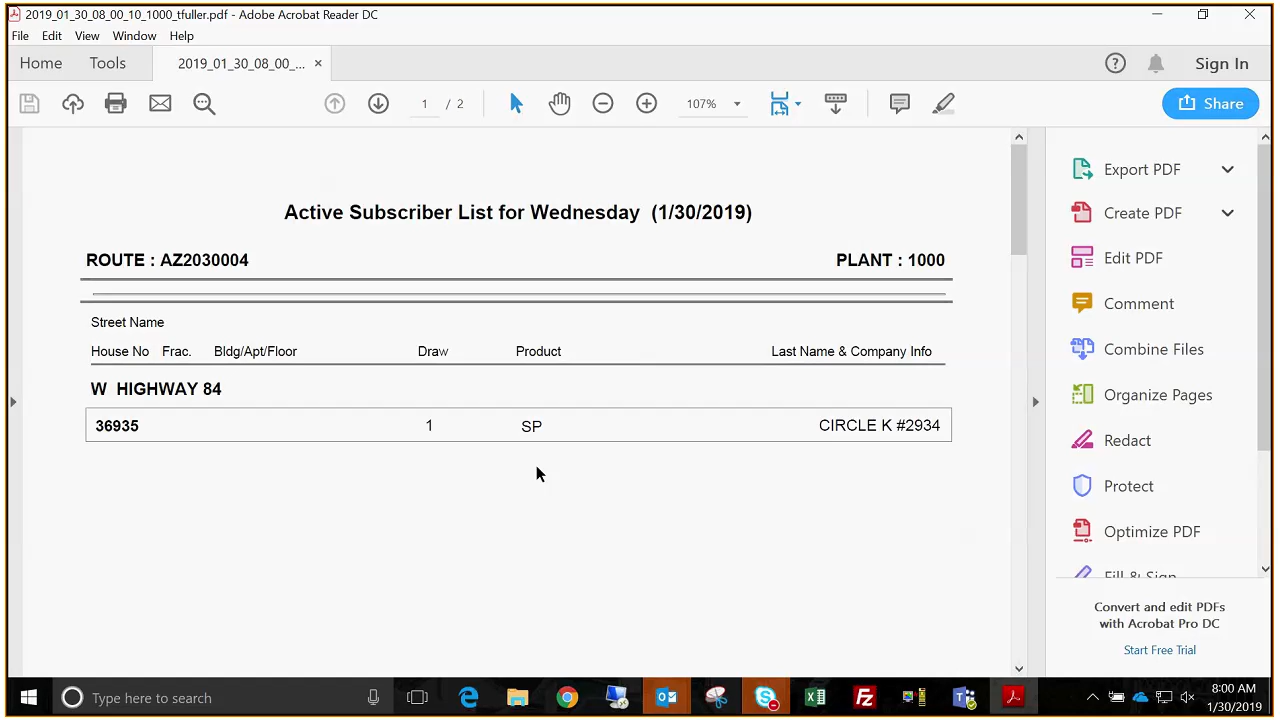 2019_01_30_08_00_10_1000_tfuller.pdf - Adobe Acrobat Reader DC
File Edit View Window Help
Home Tools 2019_01_30_08_00_... × Sign In
1 / 2 107% Share
Active Subscriber List for Wednesday (1/30/2019)
ROUTE : AZ2030004 PLANT : 1000
Street Name
House No Frac. Bldg/Apt/Floor Draw Product Last Name & Company Info
W HIGHWAY 84
36935 1 SP CIRCLE K #2934
Export PDF
Create PDF
Edit PDF
Comment
Combine Files
Organize Pages
Redact
Protect
Optimize PDF
Fill & Sign
Convert and edit PDFs
with Acrobat Pro DC
Start Free Trial
Type here to search
8:00 AM
1/30/2019